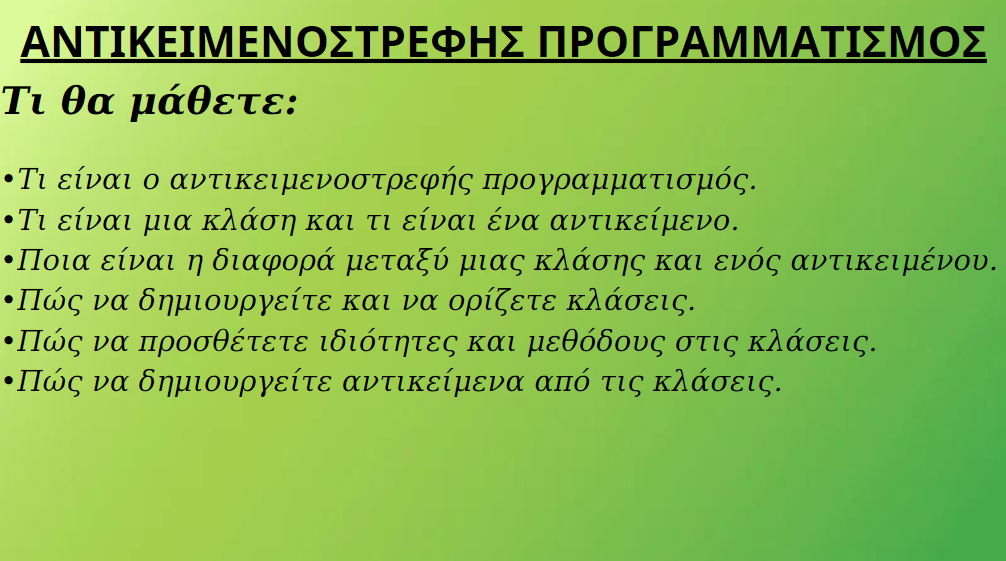 ΑΝΤΙΚΕΙΜΕΝΟΣΤΡΕΦΗΣ ΠΡΟΓΡΑΜΜΑΤΙΣΜΟΣ
Τι θα μάθετε:
•Τι είναι ο αντικειμενοστρεφής προγραμματισμός.
•Τι είναι μια κλάση και τι είναι ένα αντικείμενο.
•Ποια είναι η διαφορά μεταξύ μιας κλάσης και ενός αντικειμένου.
•Πώς να δημιουργείτε και να ορίζετε κλάσεις.
•Πώς να προσθέτετε ιδιότητες και μεθόδους στις κλάσεις.
•Πώς να δημιουργείτε αντικείμενα από τις κλάσεις.